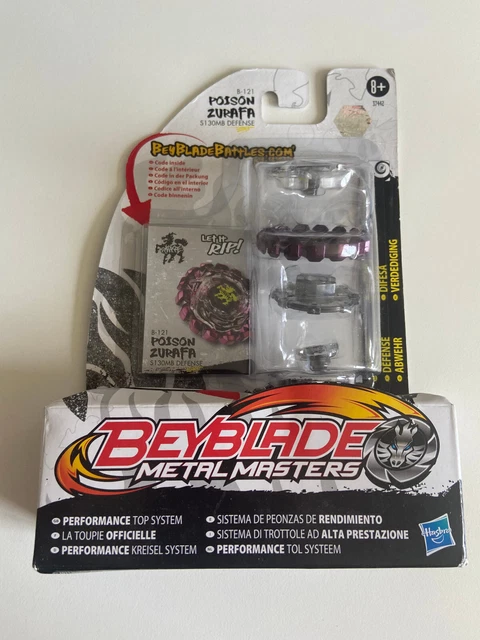 B-121
POISON
ZURAFA
S130MB DEFENSE
8+
32442
BEYBLADEBATTLES.COM
Code inside
Code à l'intérieur
Code in der Packung
Código en el interior
Codice all'interno
Code binnenin
LET IT
RIP!
B-121
POISON
ZURAFA
S130MB DEFENSE
DEFENSE • DIFESA
ABWEHR • VERDEDIGING
BEYBLADE
METAL MASTERS
PERFORMANCE TOP SYSTEM
LA TOUPIE OFFICIELLE
PERFORMANCE KREISEL SYSTEM
SISTEMA DE PEONZAS DE RENDIMIENTO
SISTEMA DI TROTTOLE AD ALTA PRESTAZIONE
PERFORMANCE TOL SYSTEEM
Hasbro